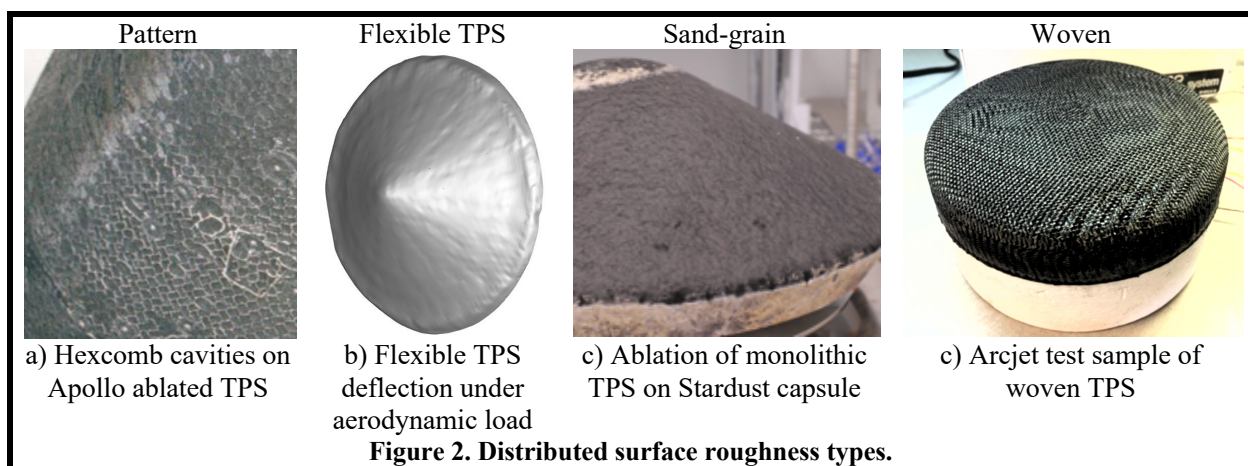 Pattern
Flexible TPS
Sand-grain
Woven
system
a) Hexcomb cavities on
Apollo ablated TPS
b) Flexible TPS
deflection under
aerodynamic load
c) Ablation of monolithic
TPS on Stardust capsule
c) Arcjet test sample of
woven TPS
Figure 2. Distributed surface roughness types.